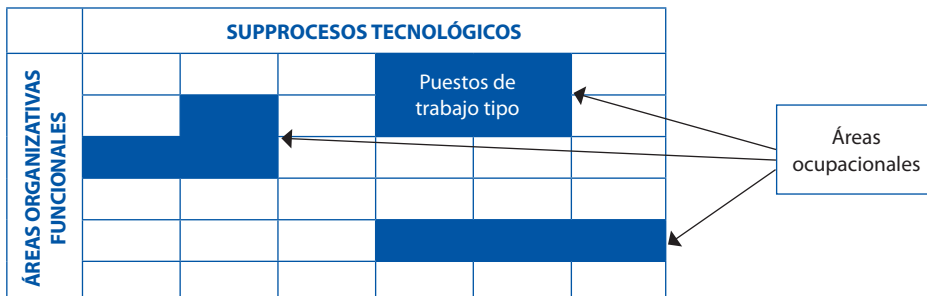 SUPPROCESOS TECNOLÓGICOS
ÁREAS ORGANIZATIVAS
FUNCIONALES
Puestos de
trabajo tipo
Áreas
ocupacionales